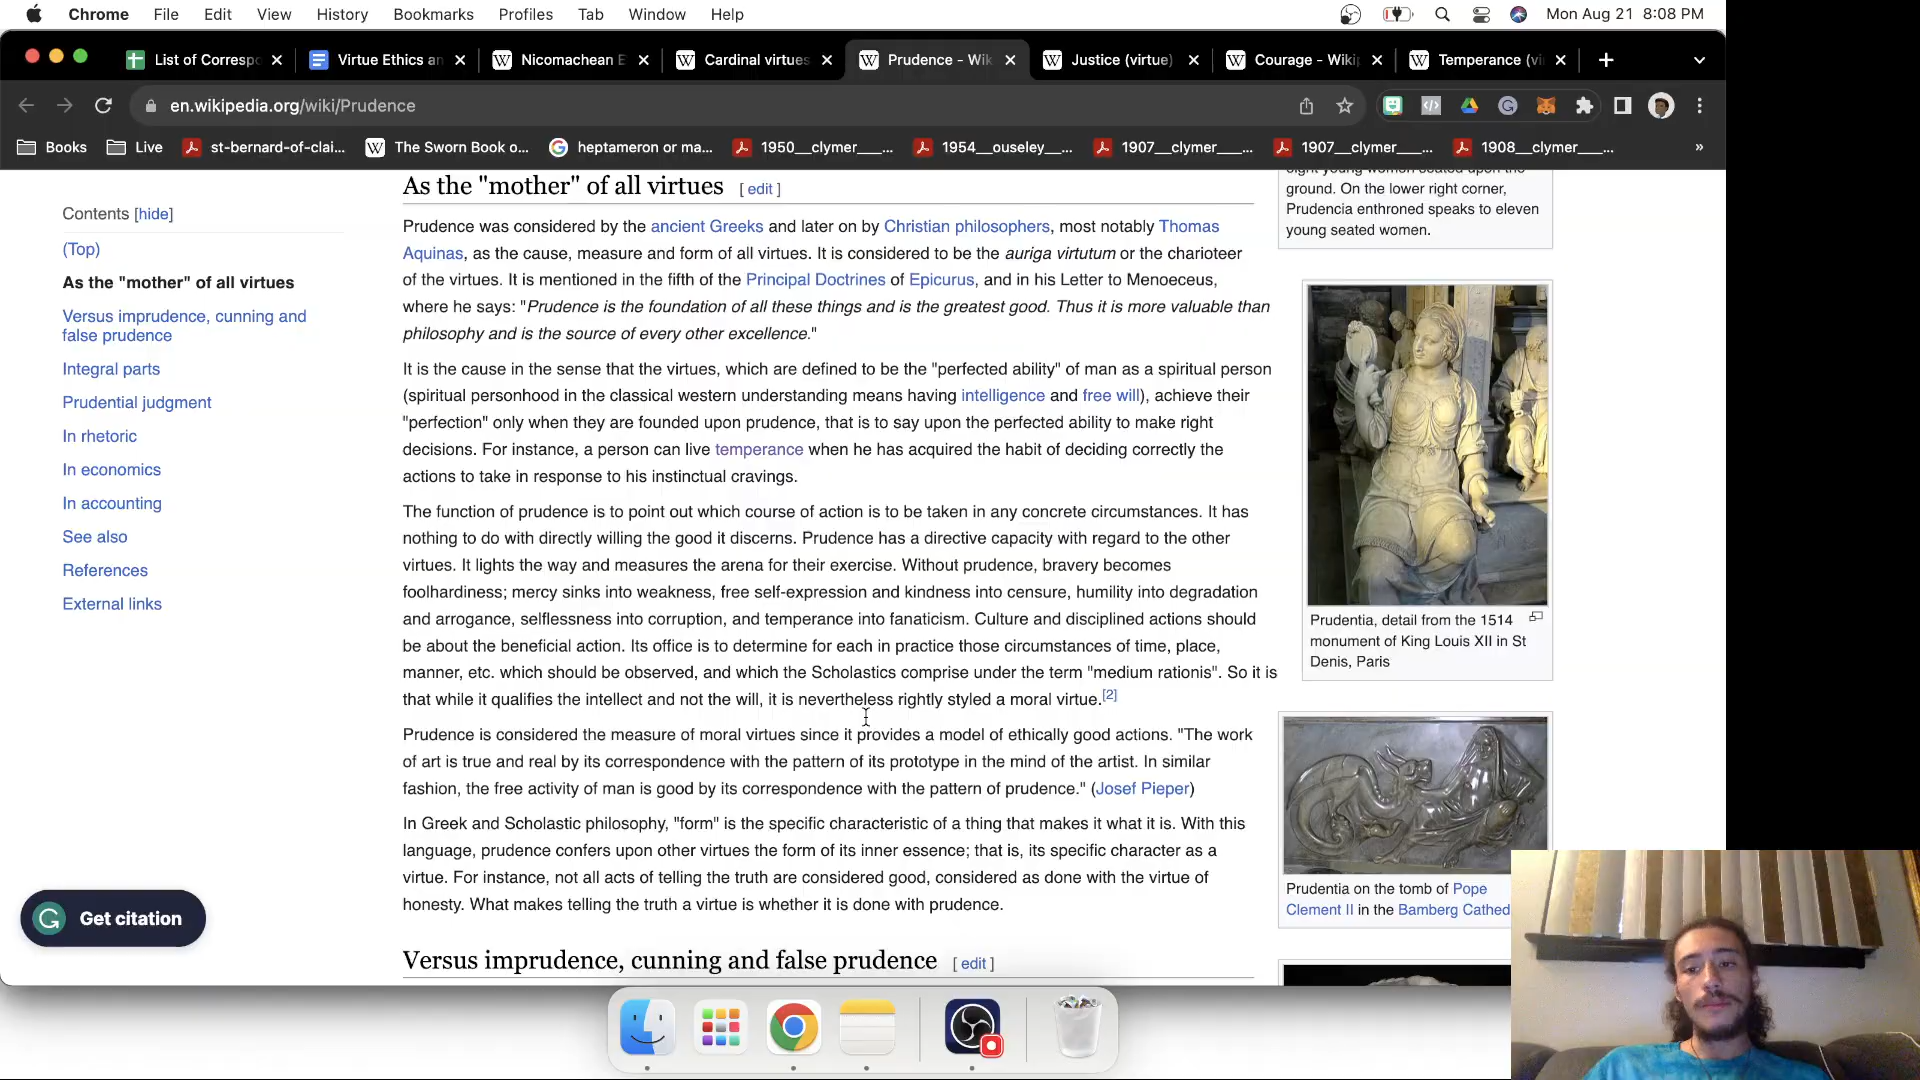 Chrome File Edit View History Bookmarks Profiles Tab Window Help Mon Aug 21 8:08 PM
List of Corresp Virtue Ethics an Nicomachean E Cardinal virtues Prudence - Wik Justice (virtue) Courage - Wikip Temperance (vi
en.wikipedia.org/wiki/Prudence
Books Live st-bernard-of-clai... The Sworn Book o... heptameron or ma... 1950__clymer___... 1954__ouseley___... 1907__clymer___... 1907__clymer___... 1908__clymer___... »
Contents [hide]
(Top)
As the "mother" of all virtues
Versus imprudence, cunning and
false prudence
Integral parts
Prudential judgment
In rhetoric
In economics
In accounting
See also
References
External links
Get citation
As the "mother" of all virtues [ edit ]
Prudence was considered by the ancient Greeks and later on by Christian philosophers, most notably Thomas
Aquinas, as the cause, measure and form of all virtues. It is considered to be the auriga virtutum or the charioteer
of the virtues. It is mentioned in the fifth of the Principal Doctrines of Epicurus, and in his Letter to Menoeceus,
where he says: "Prudence is the foundation of all these things and is the greatest good. Thus it is more valuable than
philosophy and is the source of every other excellence."
It is the cause in the sense that the virtues, which are defined to be the "perfected ability" of man as a spiritual person
(spiritual personhood in the classical western understanding means having intelligence and free will), achieve their
"perfection" only when they are founded upon prudence, that is to say upon the perfected ability to make right
decisions. For instance, a person can live temperance when he has acquired the habit of deciding correctly the
actions to take in response to his instinctual cravings.
The function of prudence is to point out which course of action is to be taken in any concrete circumstances. It has
nothing to do with directly willing the good it discerns. Prudence has a directive capacity with regard to the other
virtues. It lights the way and measures the arena for their exercise. Without prudence, bravery becomes
foolhardiness; mercy sinks into weakness, free self-expression and kindness into censure, humility into degradation
and arrogance, selflessness into corruption, and temperance into fanaticism. Culture and disciplined actions should
be about the beneficial action. Its office is to determine for each in practice those circumstances of time, place,
manner, etc. which should be observed, and which the Scholastics comprise under the term "medium rationis". So it is
that while it qualifies the intellect and not the will, it is nevertheless rightly styled a moral virtue.[2]
Prudence is considered the measure of moral virtues since it provides a model of ethically good actions. "The work
of art is true and real by its correspondence with the pattern of its prototype in the mind of the artist. In similar
fashion, the free activity of man is good by its correspondence with the pattern of prudence." (Josef Pieper)
In Greek and Scholastic philosophy, "form" is the specific characteristic of a thing that makes it what it is. With this
language, prudence confers upon other virtues the form of its inner essence; that is, its specific character as a
virtue. For instance, not all acts of telling the truth are considered good, considered as done with the virtue of
honesty. What makes telling the truth a virtue is whether it is done with prudence.
Versus imprudence, cunning and false prudence [ edit ]
eight young women seated upon the
ground. On the lower right corner,
Prudencia enthroned speaks to eleven
young seated women.
Prudentia, detail from the 1514
monument of King Louis XII in St
Denis, Paris
Prudentia on the tomb of Pope
Clement II in the Bamberg Cathed